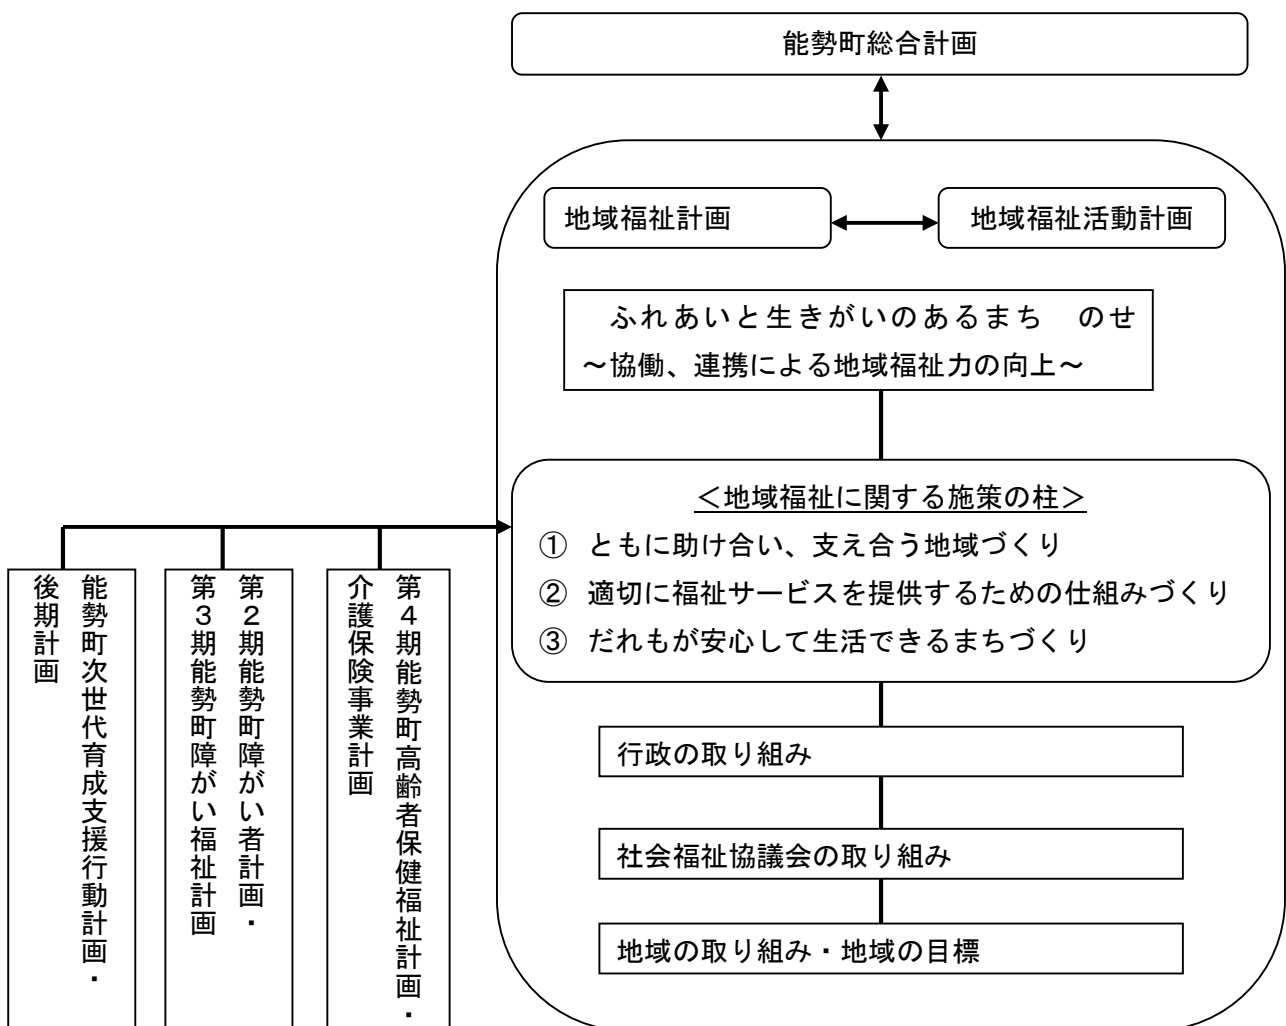 能勢町総合計画
地域福祉計画
地域福祉活動計画
ふれあいと生きがいのあるまち　のせ
～協働、連携による地域福祉力の向上～
＜地域福祉に関する施策の柱＞
① ともに助け合い、支え合う地域づくり
② 適切に福祉サービスを提供するための仕組みづくり
③ だれもが安心して生活できるまちづくり
行政の取り組み
社会福祉協議会の取り組み
地域の取り組み・地域の目標
第４期能勢町高齢者保健福祉計画・
介護保険事業計画
第２期能勢町障がい者計画・
第３期能勢町障がい福祉計画
能勢町次世代育成支援行動計画・
後期計画